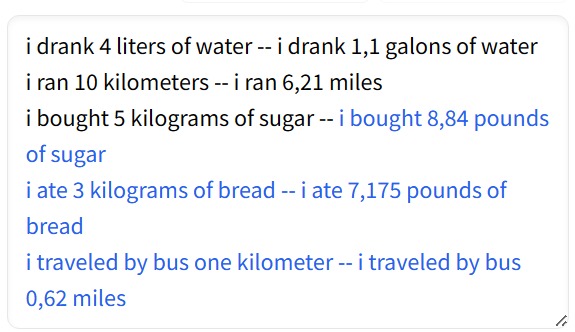 i drank 4 liters of water -- i drank 1,1 galons of water
i ran 10 kilometers -- i ran 6,21 miles
i bought 5 kilograms of sugar -- i bought 8,84 pounds
of sugar
i ate 3 kilograms of bread -- i ate 7,175 pounds of
bread
i traveled by bus one kilometer -- i traveled by bus
0,62 miles